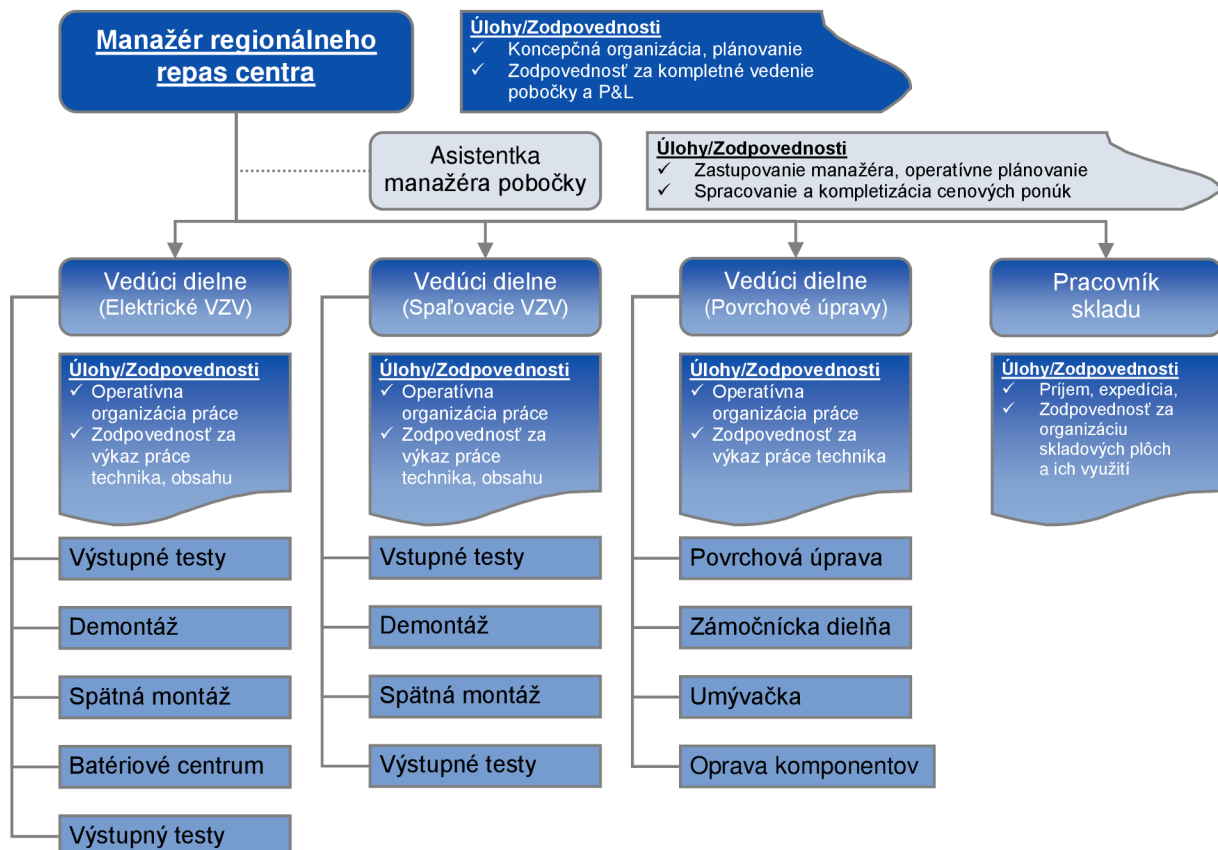 Manažér regionálneho
repas centra
Úlohy/Zodpovednosti
✓ Koncepčná organizácia, plánovanie
✓ Zodpovednosť za kompletné vedenie
pobočky a P&L
Asistentka
manažéra pobočky
Úlohy/Zodpovednosti
✓ Zastupovanie manažéra, operatívne plánovanie
✓ Spracovanie a kompletizácia cenových ponúk
Vedúci dielne
(Elektrické VZV)
Úlohy/Zodpovednosti
✓ Operatívna
organizácia práce
✓ Zodpovednosť za
výkaz práce
technika, obsahu
Výstupné testy
Demontáž
Spätná montáž
Batériové centrum
Výstupný testy
Vedúci dielne
(Spaľovacie VZV)
Úlohy/Zodpovednosti
✓ Operatívna
organizácia práce
✓ Zodpovednosť za
výkaz práce
technika, obsahu
Vstupné testy
Demontáž
Spätná montáž
Výstupné testy
Vedúci dielne
(Povrchové úpravy)
Úlohy/Zodpovednosti
✓ Operatívna
organizácia práce
✓ Zodpovednosť za
výkaz práce technika
Povrchová úprava
Zámočnícka dielňa
Umývačka
Oprava komponentov
Pracovník
skladu
Úlohy/Zodpovednosti
✓ Príjem, expedícia,
✓ Zodpovednosť za
organizáciu
skladových plôch
a ich využití